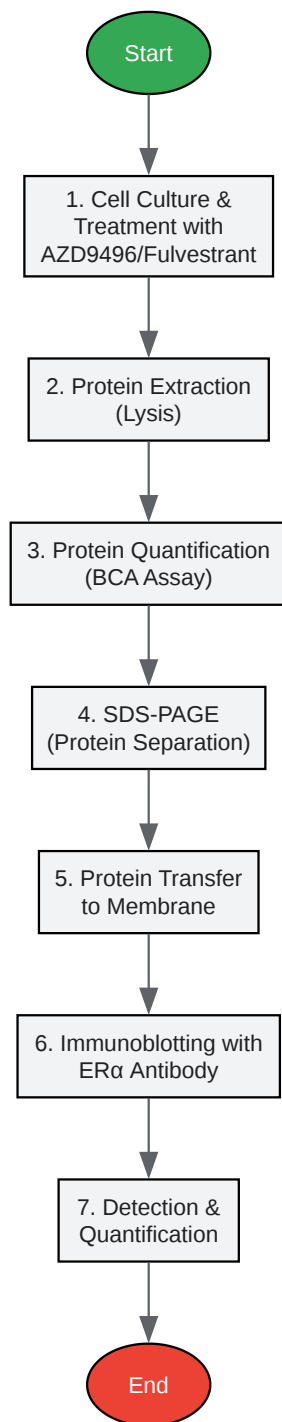 Start
1. Cell Culture &
Treatment with
AZD9496/Fulvestrant
2. Protein Extraction
(Lysis)
3. Protein Quantification
(BCA Assay)
4. SDS-PAGE
(Protein Separation)
5. Protein Transfer
to Membrane
6. Immunoblotting with
ERα Antibody
7. Detection &
Quantification
End